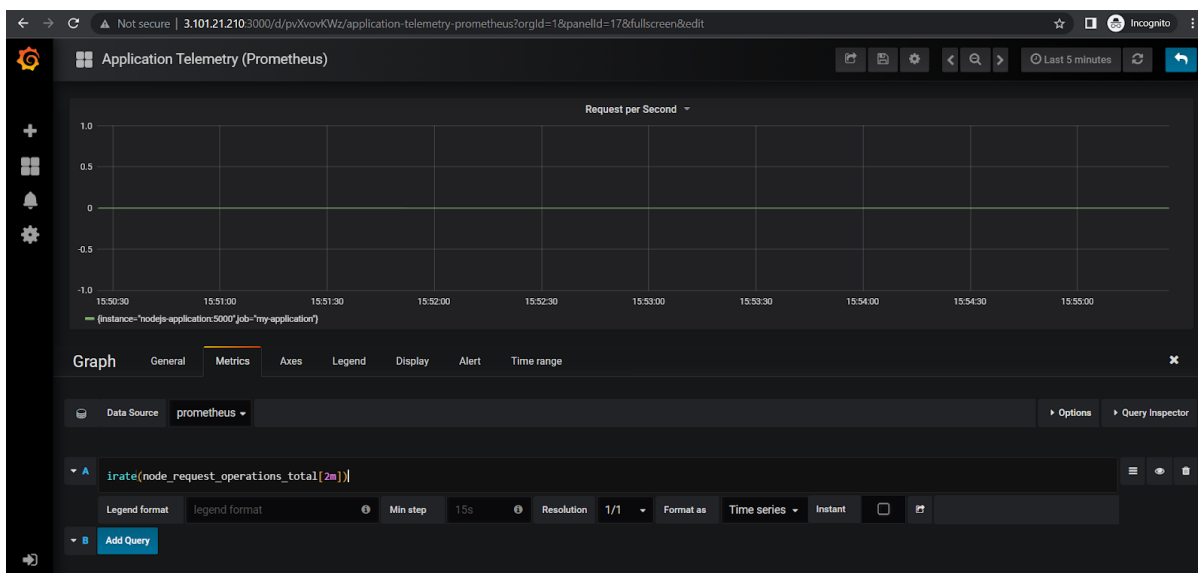 Not secure | 3.101.21.210:3000/d/pvXvovKWz/application-telemetry-prometheus?orgId=1&panelId=17&fullscreen&edit Incognito
Application Telemetry (Prometheus) Last 5 minutes
Request per Second
1.0
0.5
0
-0.5
-1.0
15:50:30 15:51:00 15:51:30 15:52:00 15:52:30 15:53:00 15:53:30 15:54:00 15:54:30 15:55:00
{instance="nodejs-application:5000",job="my-application"}
Graph General Metrics Axes Legend Display Alert Time range
Data Source prometheus Options Query Inspector
A irate(node_request_operations_total[2m])
Legend format legend format Min step 15s Resolution 1/1 Format as Time series Instant
B Add Query